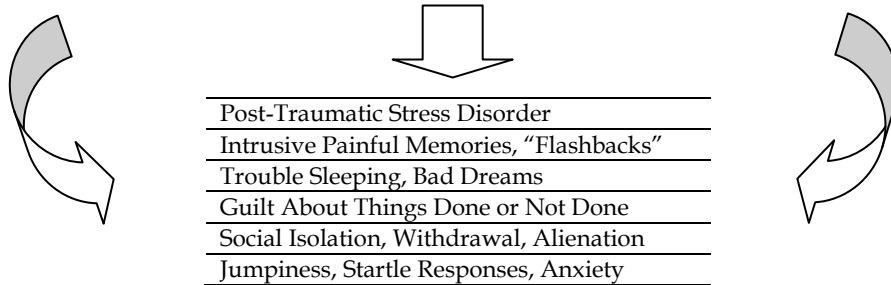 Post-Traumatic Stress Disorder
Intrusive Painful Memories, “Flashbacks”
Trouble Sleeping, Bad Dreams
Guilt About Things Done or Not Done
Social Isolation, Withdrawal, Alienation
Jumpiness, Startle Responses, Anxiety